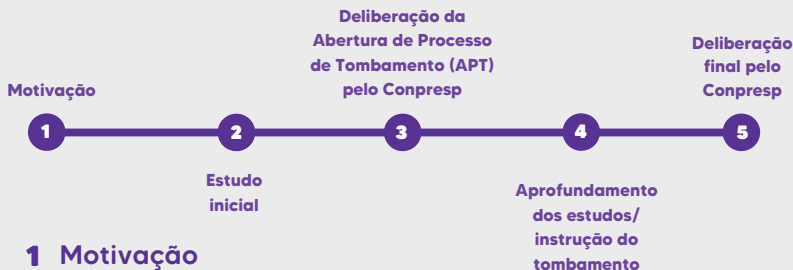 Deliberação da
Abertura de Processo
de Tombamento (APT)
pelo Conpresp
Deliberação
final pelo
Conpresp
Motivação
1
2
3
4
5
Estudo
inicial
Aprofundamento
dos estudos/
instrução do
tombamento
1 Motivação